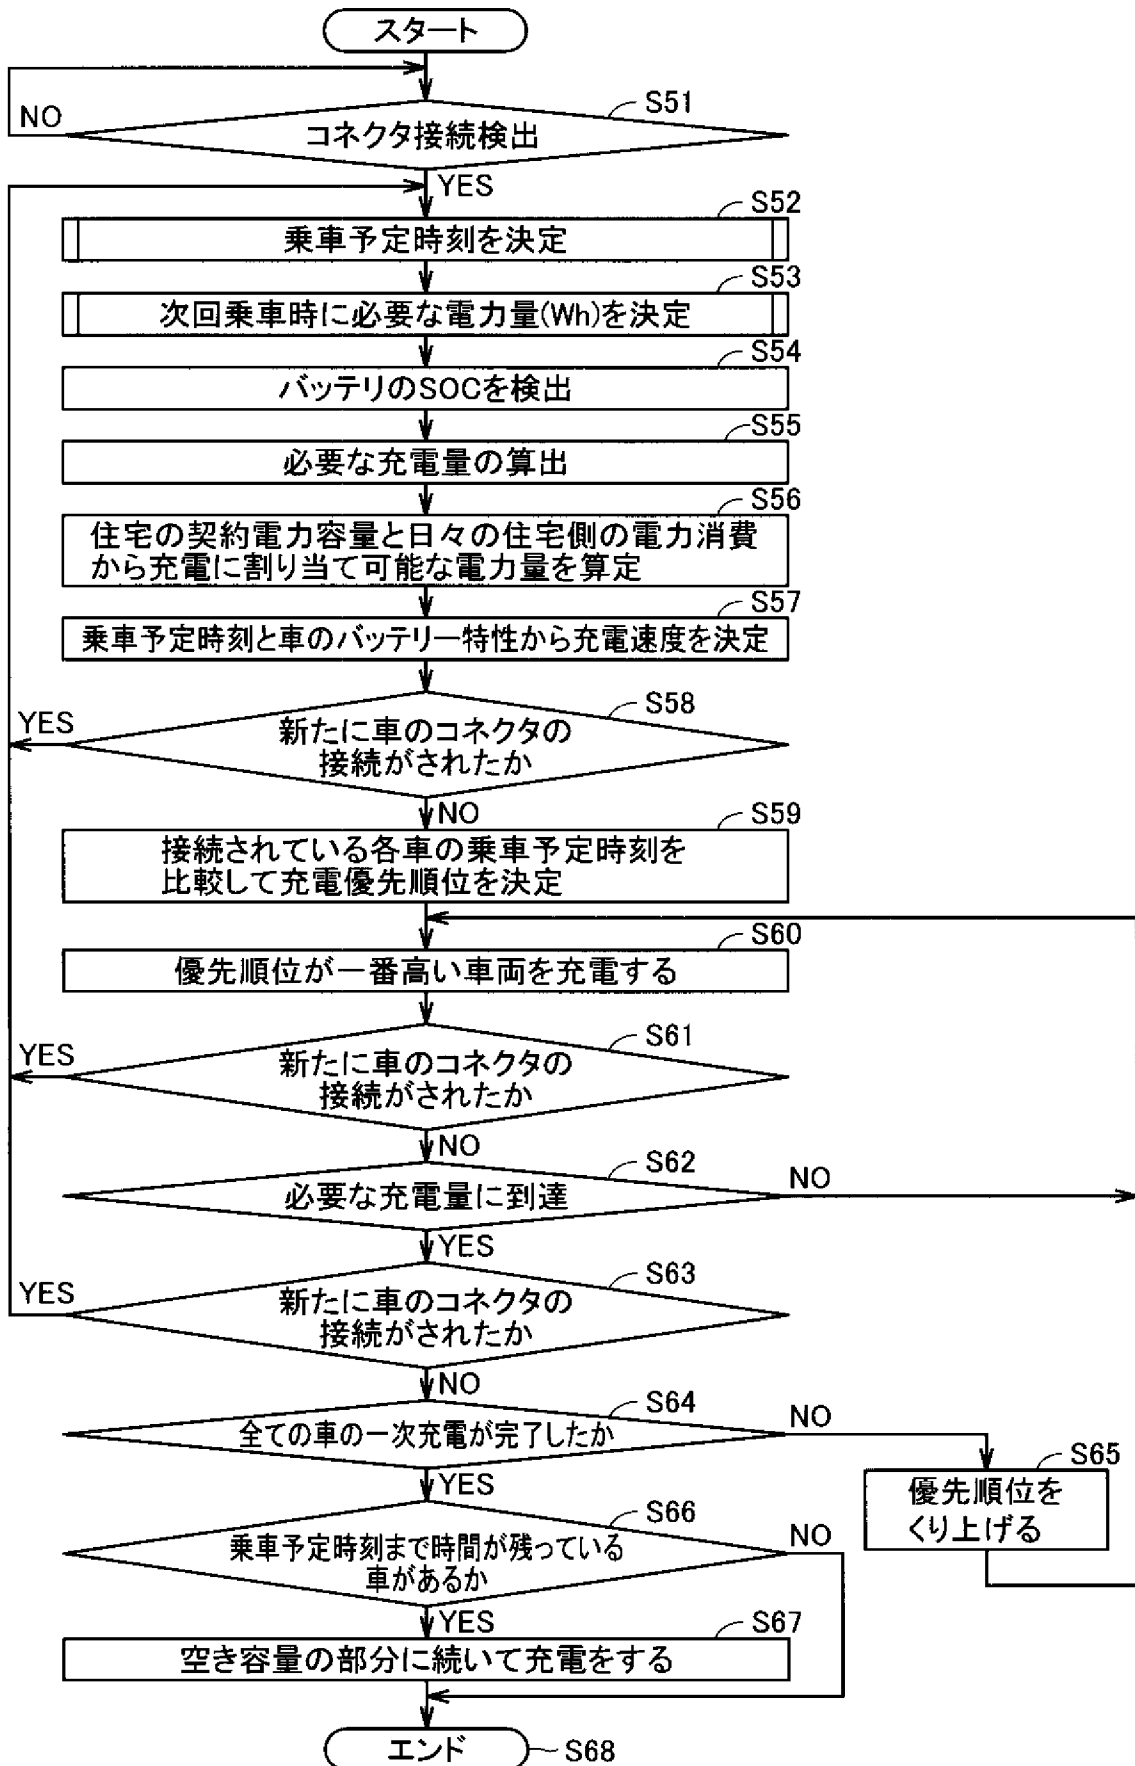 スタート
S51
NO
コネクタ接続検出
YES
S52
乗車予定時刻を決定
S53
次回乗車時に必要な電力量(Wh)を決定
S54
バッテリのSOCを検出
S55
必要な充電量の算出
S56
住宅の契約電力容量と日々の住宅側の電力消費
から充電に割り当て可能な電力量を算定
S57
乗車予定時刻と車のバッテリー特性から充電速度を決定
S58
YES
新たに車のコネクタの
接続がされたか
NO
S59
接続されている各車の乗車予定時刻を
比較して充電優先順位を決定
S60
優先順位が一番高い車両を充電する
S61
YES
新たに車のコネクタの
接続がされたか
NO
S62
NO
必要な充電量に到達
YES
S63
YES
新たに車のコネクタの
接続がされたか
NO
S64
NO
全ての車の一次充電が完了したか
S65
YES
優先順位を
くり上げる
S66
NO
乗車予定時刻まで時間が残っている
車があるか
YES
S67
空き容量の部分に続いて充電をする
エンド
S68